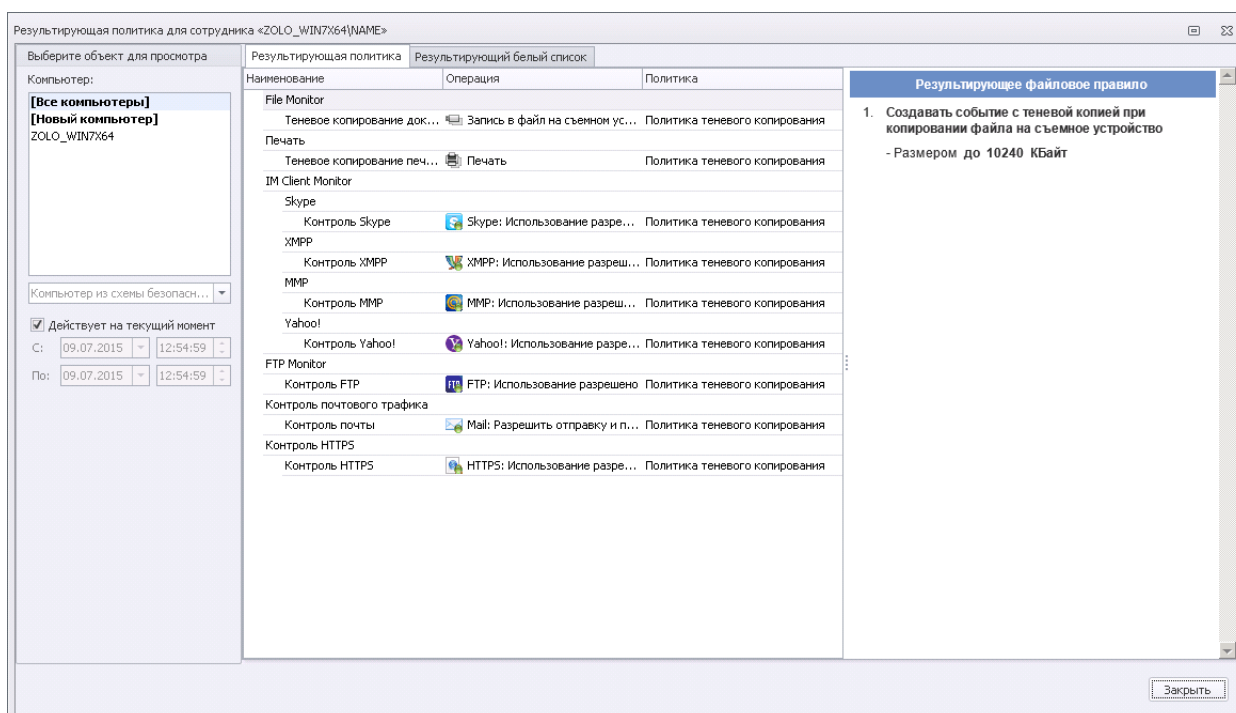 Результирующая политика для сотрудника «ZOLO_WIN7X64\NAME»
Выберите объект для просмотра
Результирующая политика
Результирующий белый список
Компьютер:
[Все компьютеры]
[Новый компьютер]
ZOLO_WIN7X64
Компьютер из схемы безопасн...
Действует на текущий момент
С: 09.07.2015 12:54:59
По: 09.07.2015 12:54:59
Наименование Операция Политика
File Monitor
Теневое копирование док... Запись в файл на съемном ус... Политика теневого копирования
Печать
Теневое копирование печ... Печать Политика теневого копирования
IM Client Monitor
Skype
Контроль Skype Skype: Использование разре... Политика теневого копирования
XMPP
Контроль XMPP XMPP: Использование разреш... Политика теневого копирования
MMP
Контроль MMP MMP: Использование разреш... Политика теневого копирования
Yahoo!
Контроль Yahoo! Yahoo!: Использование разре... Политика теневого копирования
FTP Monitor
Контроль FTP FTP: Использование разрешено Политика теневого копирования
Контроль почтового трафика
Контроль почты Mail: Разрешить отправку и п... Политика теневого копирования
Контроль HTTPS
Контроль HTTPS HTTPS: Использование разре... Политика теневого копирования
Результирующее файловое правило
1. Создавать событие с теневой копией при
копировании файла на съемное устройство
- Размером до 10240 КБайт
Закрыть